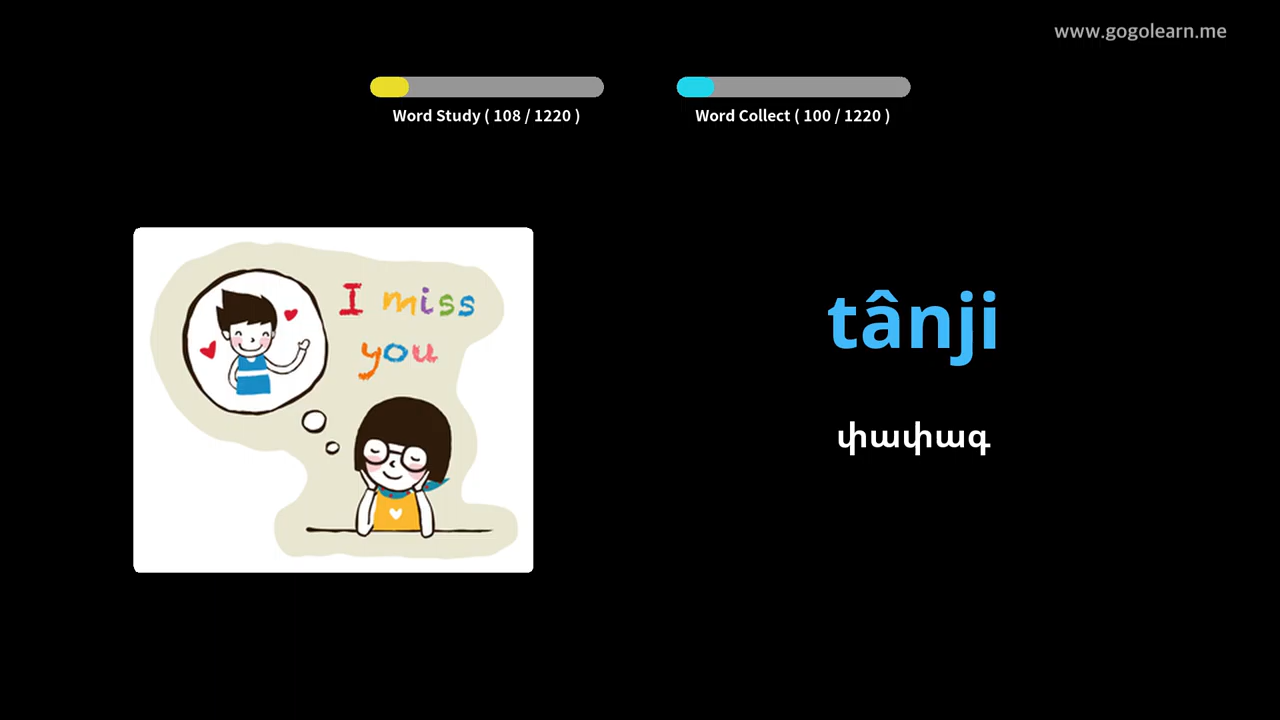 www.gogolearn.me
Word Study ( 108 / 1220 )
Word Collect ( 100 / 1220 )
I miss
you
tânji
փափագ